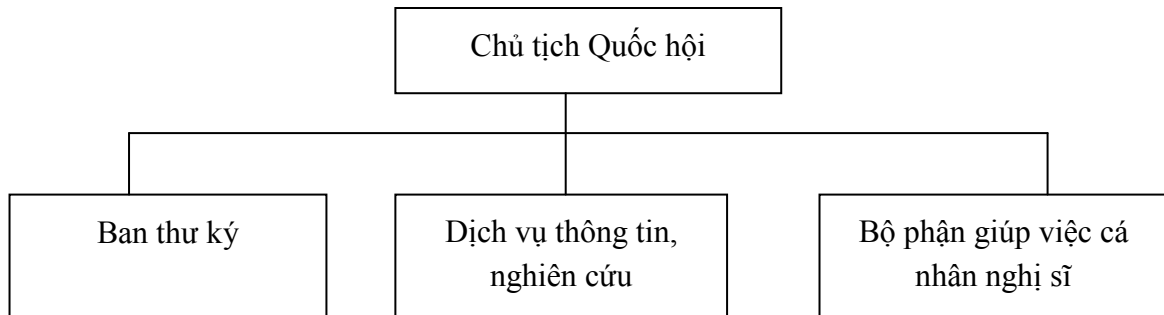 Chủ tịch Quốc hội
Ban thư ký
Dịch vụ thông tin,
nghiên cứu
Bộ phận giúp việc cá
nhân nghị sĩ